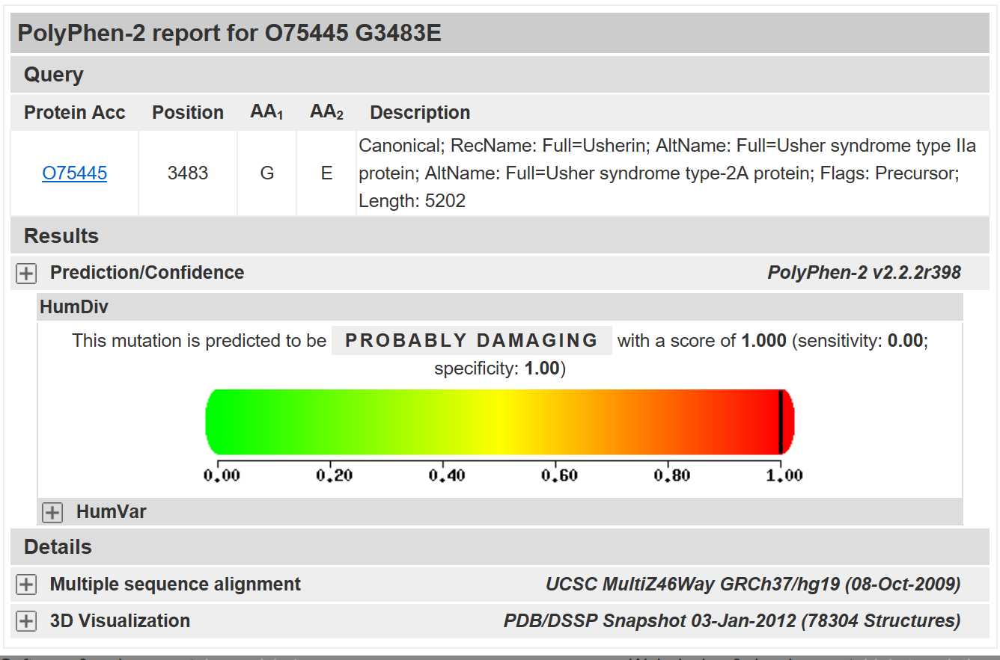 PolyPhen-2 report for O75445 G3483E
Query
Protein Acc Position AA1 AA2 Description
O75445 3483 G E Canonical; RecName: Full=Usherin; AltName: Full=Usher syndrome type IIa
protein; AltName: Full=Usher syndrome type-2A protein; Flags: Precursor;
Length: 5202
Results
Prediction/Confidence PolyPhen-2 v2.2.2r398
HumDiv
This mutation is predicted to be PROBABLY DAMAGING with a score of 1.000 (sensitivity: 0.00;
specificity: 1.00)
0.00 0.20 0.40 0.60 0.80 1.00
HumVar
Details
Multiple sequence alignment UCSC MultiZ46Way GRCh37/hg19 (08-Oct-2009)
3D Visualization PDB/DSSP Snapshot 03-Jan-2012 (78304 Structures)